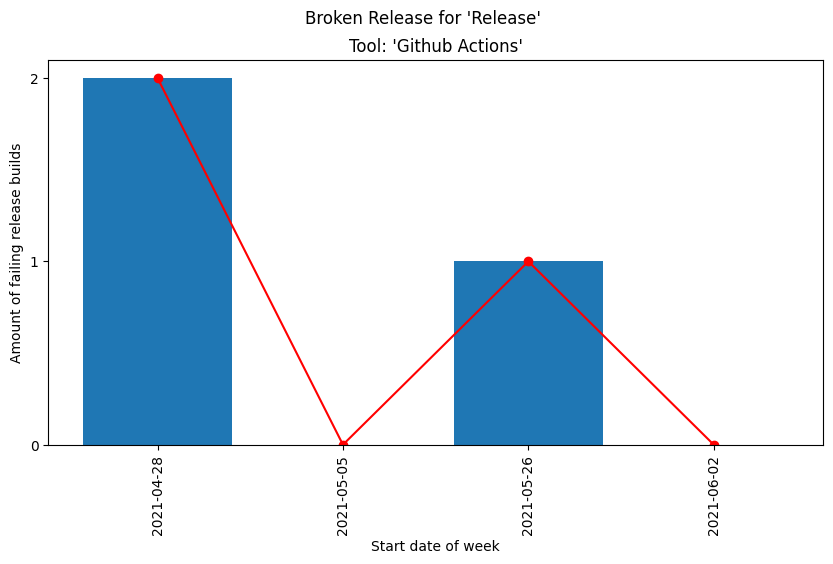 Broken Release for 'Release'
Tool: 'Github Actions'
Amount of failing release builds
2
1
0
2021-04-28
2021-05-05
2021-05-26
2021-06-02
Start date of week